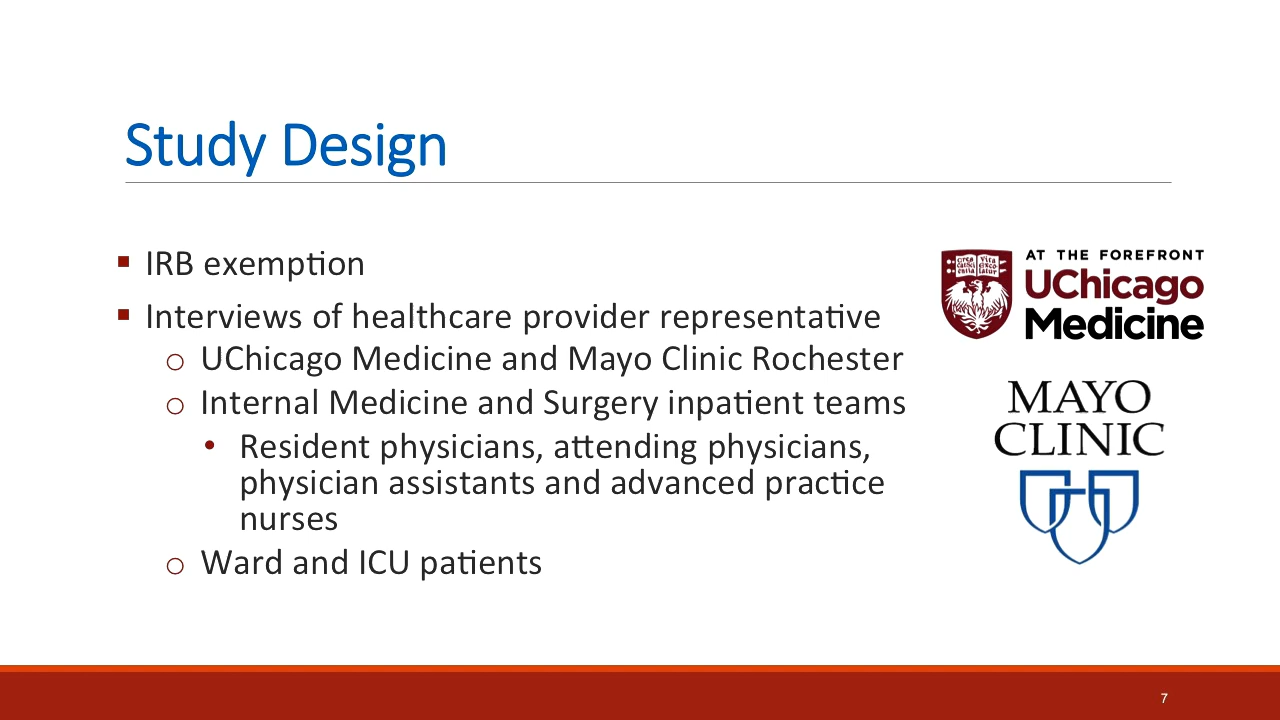 Study Design
▪ IRB exemption
▪ Interviews of healthcare provider representative
o UChicago Medicine and Mayo Clinic Rochester
o Internal Medicine and Surgery inpatient teams
• Resident physicians, attending physicians,
physician assistants and advanced practice
nurses
o Ward and ICU patients
AT THE FOREFRONT
UChicago
Medicine
MAYO
CLINIC
7